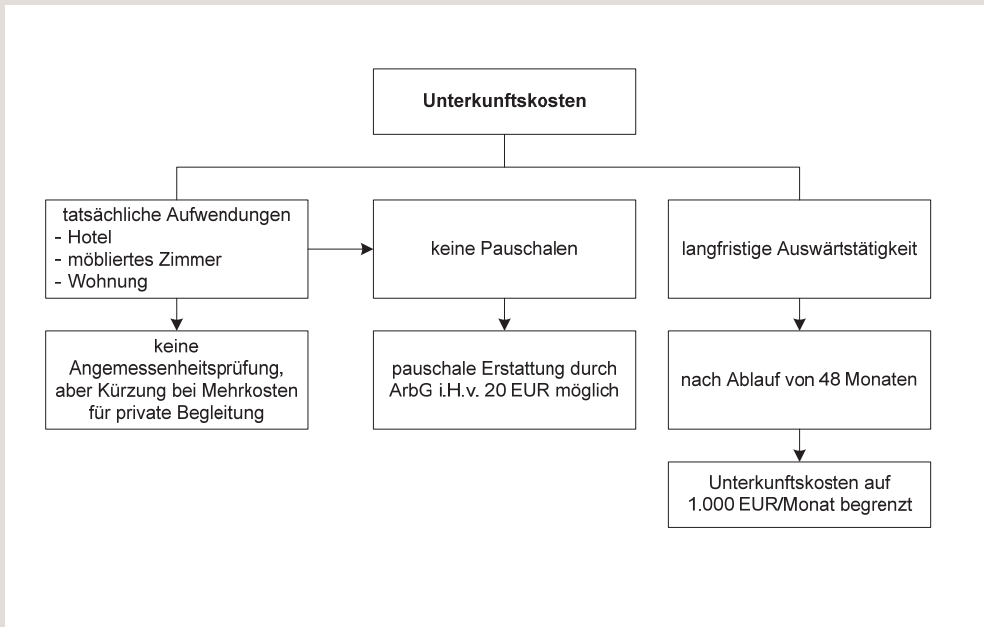 Unterkunftskosten
tatsächliche Aufwendungen
- Hotel
- möbliertes Zimmer
- Wohnung
keine Pauschalen
langfristige Auswärtstätigkeit
keine
Angemessenheitsprüfung,
aber Kürzung bei Mehrkosten
für private Begleitung
pauschale Erstattung durch
ArbG i.H.v. 20 EUR möglich
nach Ablauf von 48 Monaten
Unterkunftskosten auf
1.000 EUR/Monat begrenzt